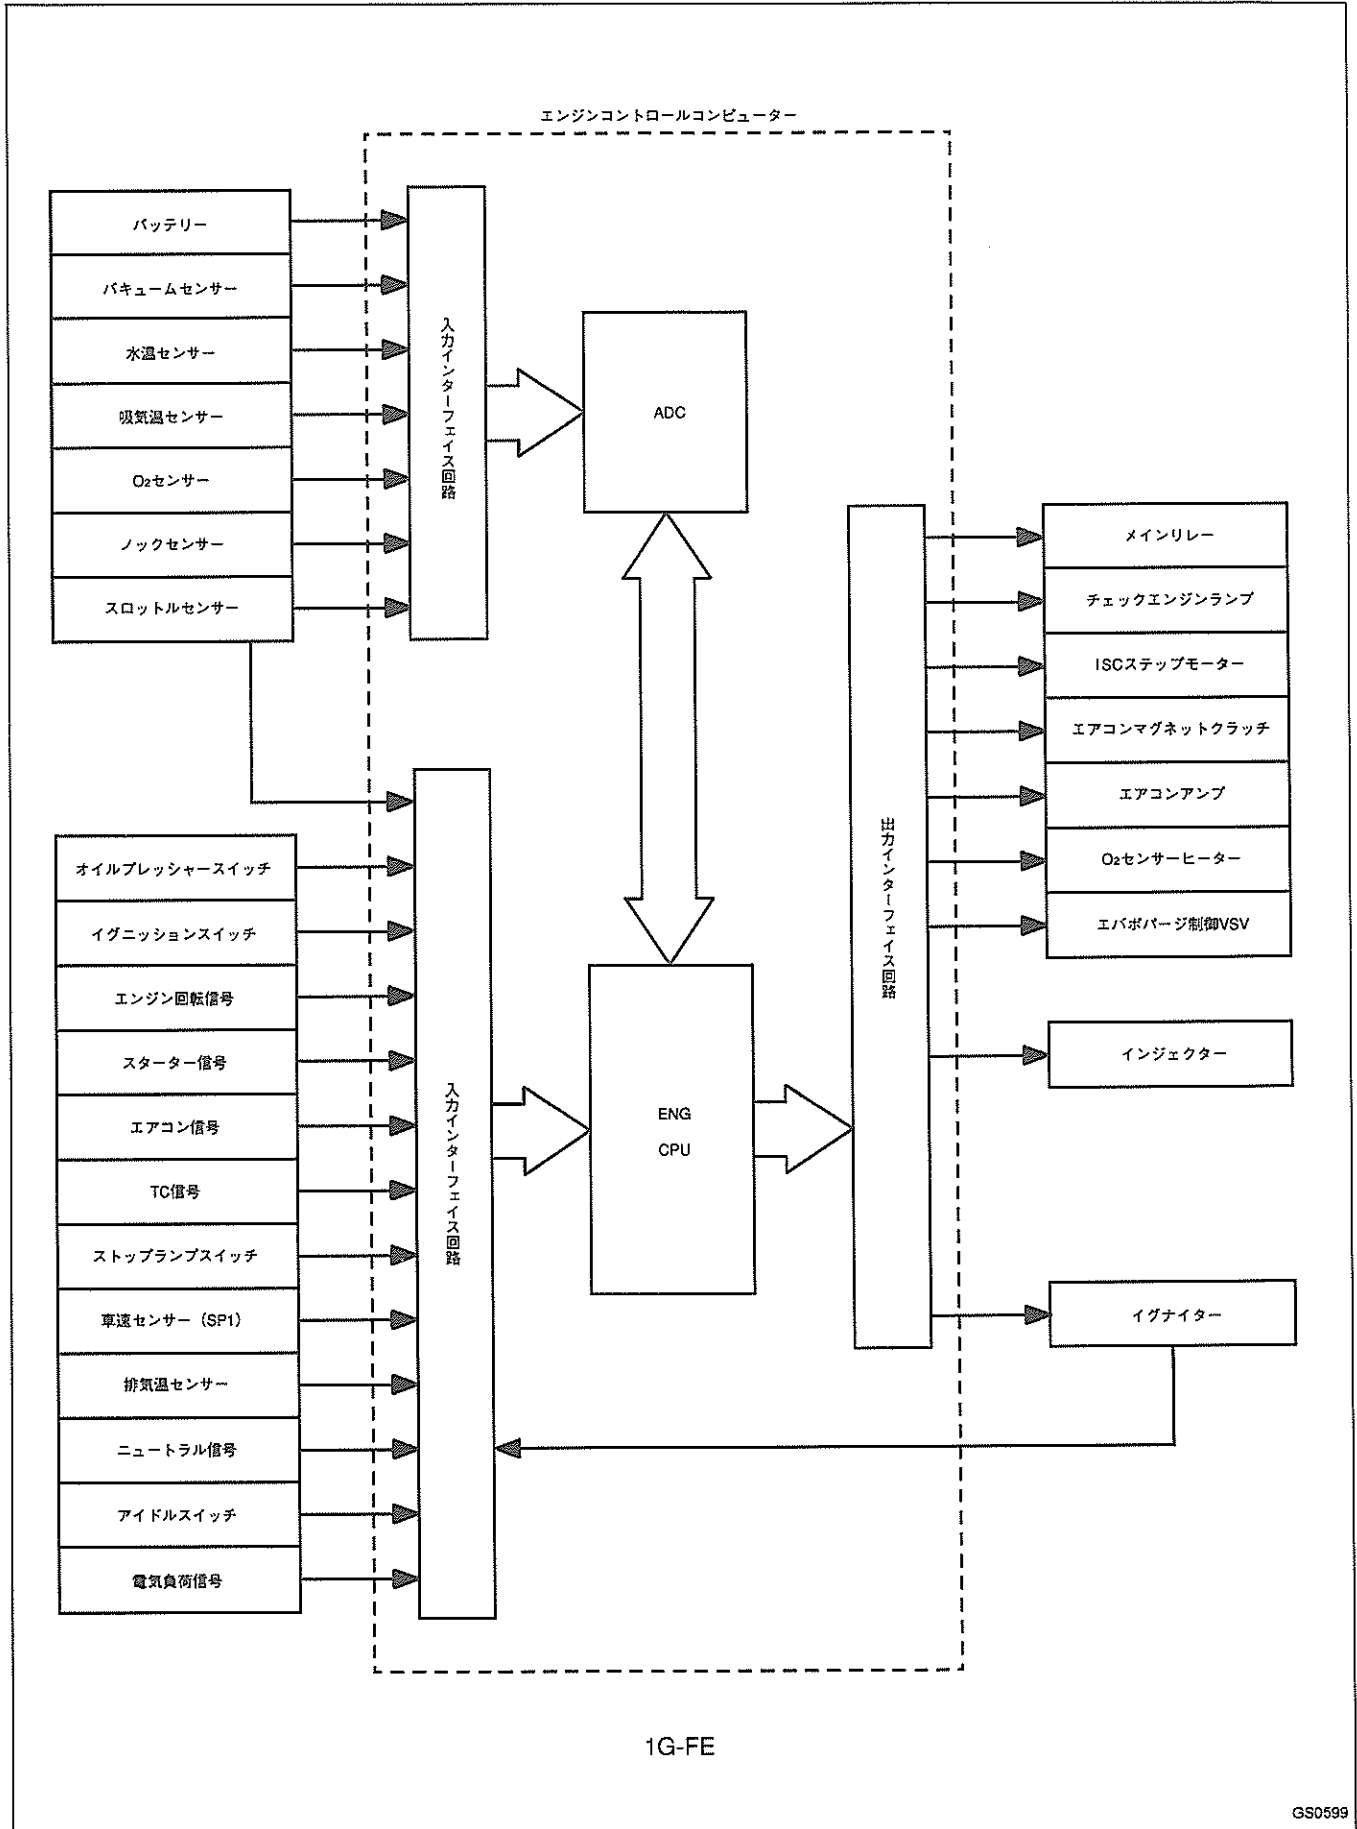 エンジンコントロールコンピューター
バッテリー
バキュームセンサー
水温センサー
吸気温センサー
O₂センサー
ノックセンサー
スロットルセンサー
入力インターフェイス回路
ADC
オイルプレッシャースイッチ
イグニッションスイッチ
エンジン回転信号
スターター信号
エアコン信号
TC信号
ストップランプスイッチ
車速センサー（SP1）
排気温センサー
ニュートラル信号
アイドルスイッチ
電気負荷信号
入力インターフェイス回路
ENG
CPU
出力インターフェイス回路
メインリレー
チェックエンジンランプ
ISCステップモーター
エアコンマグネットクラッチ
エアコンアンプ
O₂センサーヒーター
エバポパージ制御VSV
インジェクター
イグナイター
1G-FE
GS0599